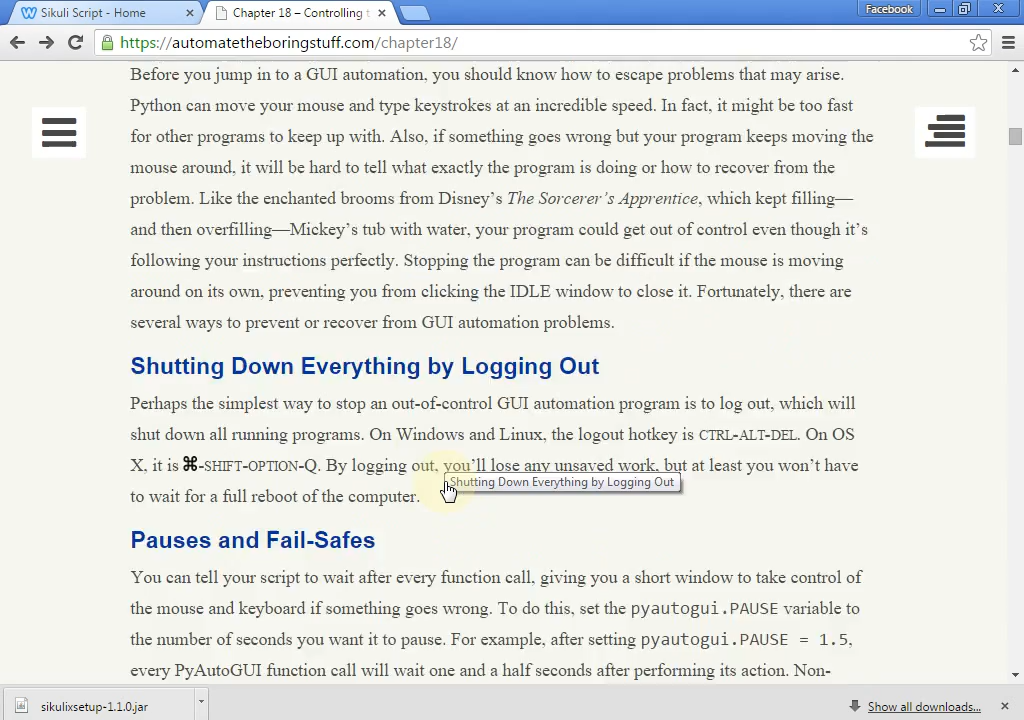 Sikuli Script - Home
Chapter 18 – Controlling t
Facebook
https://automatetheboringstuff.com/chapter18/
Before you jump in to a GUI automation, you should know how to escape problems that may arise.
Python can move your mouse and type keystrokes at an incredible speed. In fact, it might be too fast
for other programs to keep up with. Also, if something goes wrong but your program keeps moving the
mouse around, it will be hard to tell what exactly the program is doing or how to recover from the
problem. Like the enchanted brooms from Disney’s The Sorcerer’s Apprentice, which kept filling—
and then overfilling—Mickey’s tub with water, your program could get out of control even though it’s
following your instructions perfectly. Stopping the program can be difficult if the mouse is moving
around on its own, preventing you from clicking the IDLE window to close it. Fortunately, there are
several ways to prevent or recover from GUI automation problems.
Shutting Down Everything by Logging Out
Perhaps the simplest way to stop an out-of-control GUI automation program is to log out, which will
shut down all running programs. On Windows and Linux, the logout hotkey is CTRL-ALT-DEL. On OS
X, it is ⌘-SHIFT-OPTION-Q. By logging out, you’ll lose any unsaved work, but at least you won’t have
Shutting Down Everything by Logging Out
to wait for a full reboot of the computer.
Pauses and Fail-Safes
You can tell your script to wait after every function call, giving you a short window to take control of
the mouse and keyboard if something goes wrong. To do this, set the pyautogui.PAUSE variable to
the number of seconds you want it to pause. For example, after setting pyautogui.PAUSE = 1.5,
every PyAutoGUI function call will wait one and a half seconds after performing its action. Non-
sikulixsetup-1.1.0.jar
Show all downloads...